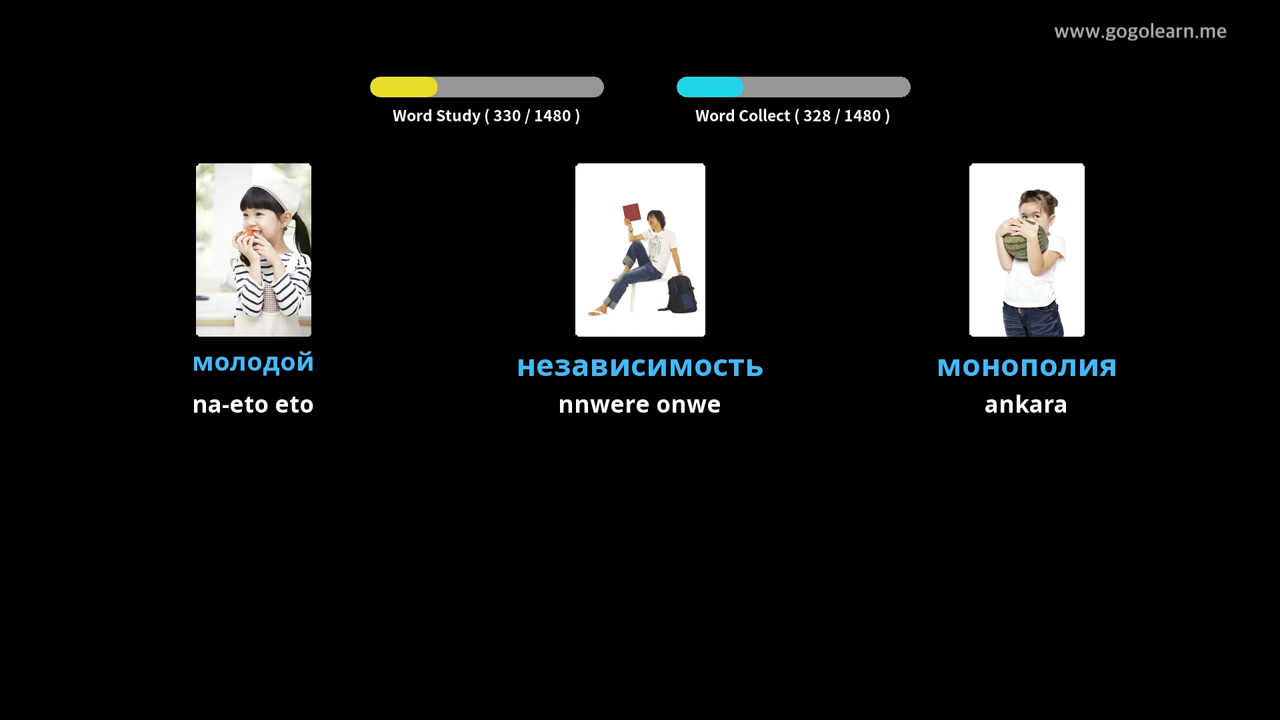 www.gogolearn.me
Word Study ( 330 / 1480 )
Word Collect ( 328 / 1480 )
молодой
независимость
монополия
na-eto eto
nnwere onwe
ankara